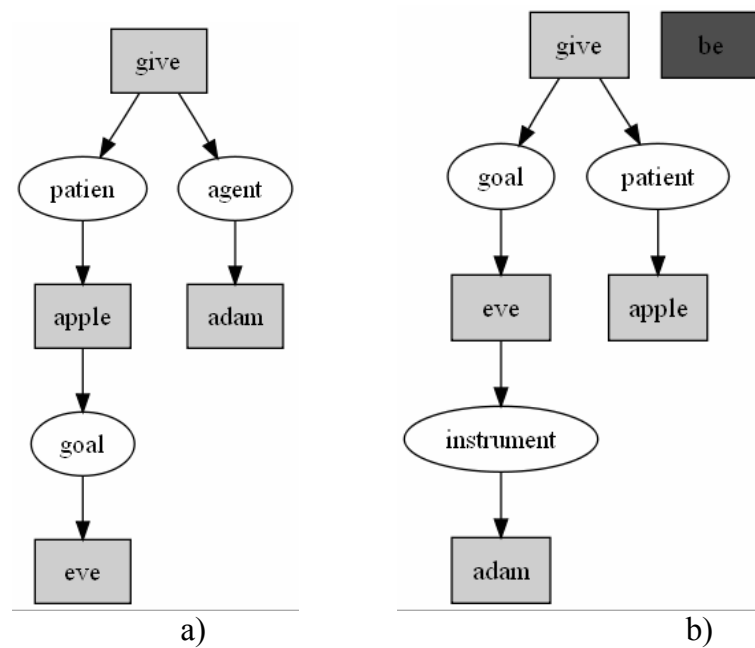 give
patien
agent
apple
adam
goal
eve
a)
give
be
goal
patient
eve
apple
instrument
adam
b)